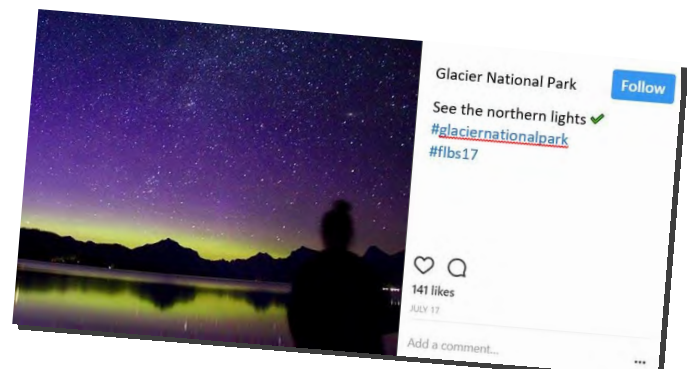 Glacier National Park
Follow
See the northern lights ✔
#glaciernationalpark
#flbs17
141 likes
JULY 17
Add a comment...
...